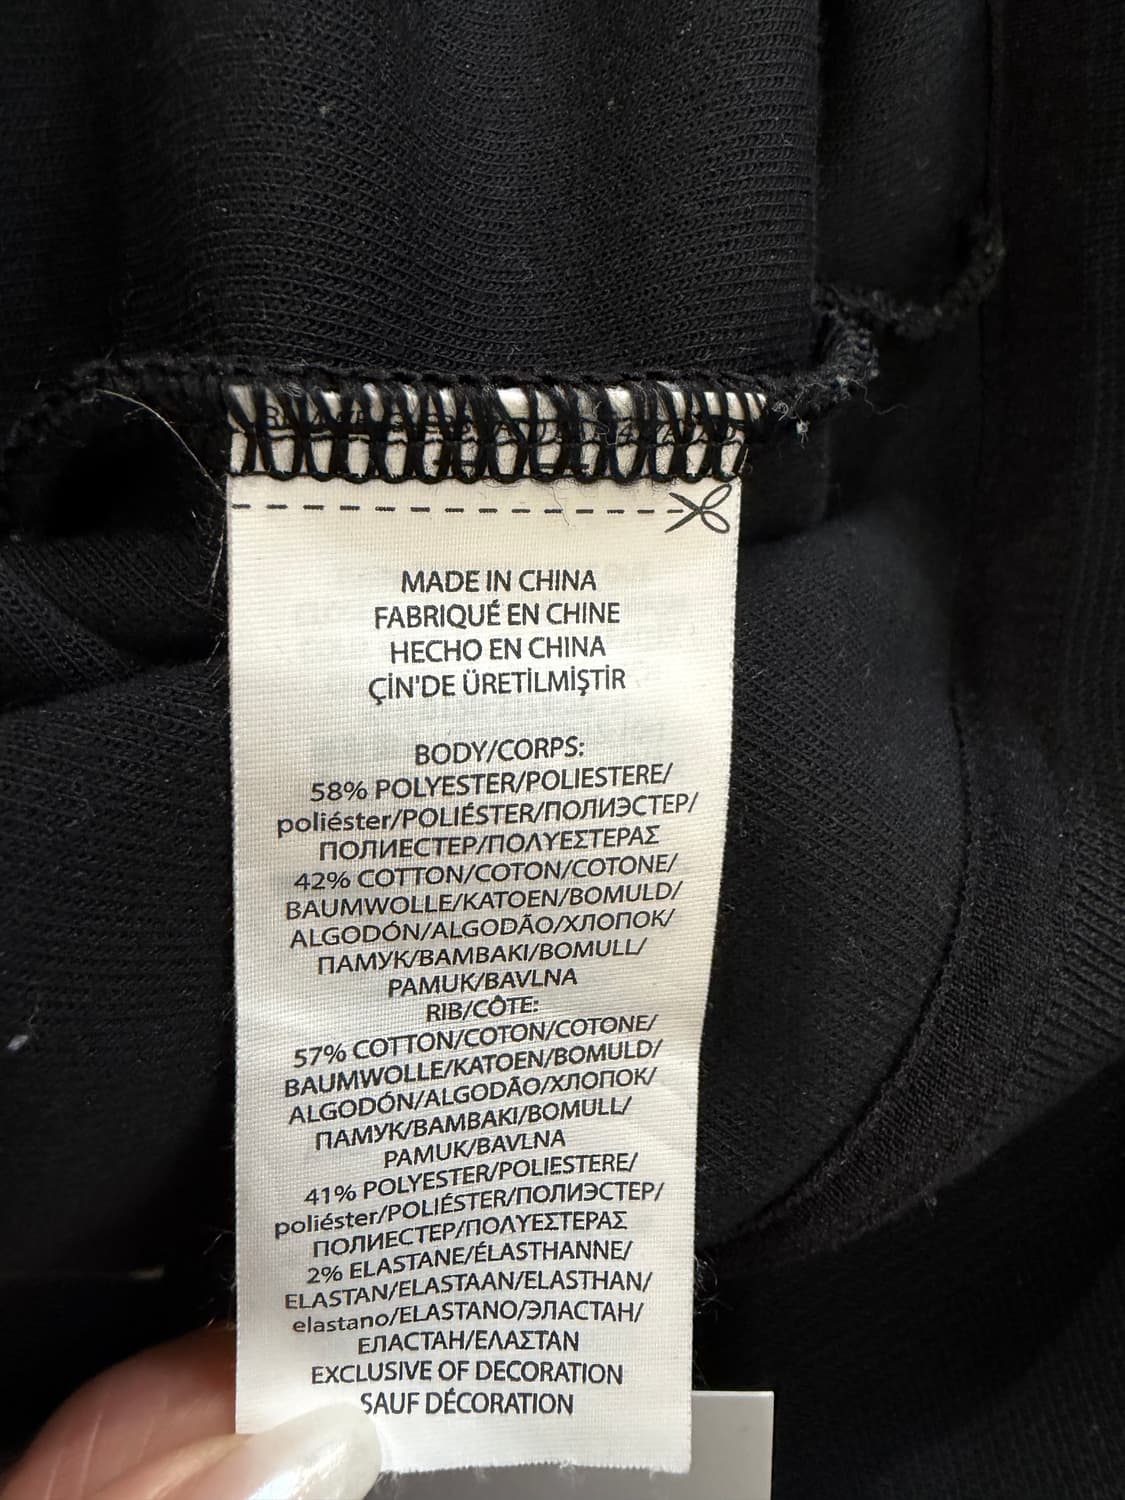 MADE IN CHINA
FABRIQUÉ EN CHINE
HECHO EN CHINA
ÇİN'DE ÜRETİLMİŞTİR
BODY/CORPS:
58% POLYESTER/POLIESTERE/
poliéster/POLIÉSTER/ПОЛИЭСТЕР/
ПОЛИЕСТЕР/ΠΟΛΥΕΣΤΕΡΑΣ
42% COTTON/COTON/COTONE/
BAUMWOLLE/KATOEN/BOMULD/
ALGODÓN/ALGODÃO/ХЛОПОК/
ПАМУК/BAMBAKI/BOMULL/
PAMUK/BAVLNA
RIB/CÔTE:
57% COTTON/COTON/COTONE/
BAUMWOLLE/KATOEN/BOMULD/
ALGODÓN/ALGODÃO/ХЛОПОК/
ПАМУК/BAMBAKI/BOMULL/
PAMUK/BAVLNA
41% POLYESTER/POLIESTERE/
poliéster/POLIÉSTER/ПОЛИЭСТЕР/
ПОЛИЕСТЕР/ΠΟΛΥΕΣΤΕΡΑΣ
2% ELASTANE/ÉLASTHANNE/
ELASTAN/ELASTAAN/ELASTHAN/
elastano/ELASTANO/ЭЛАСТАН/
ЕЛАСТАН/ΕΛΑΣΤΑΝ
EXCLUSIVE OF DECORATION
SAUF DÉCORATION